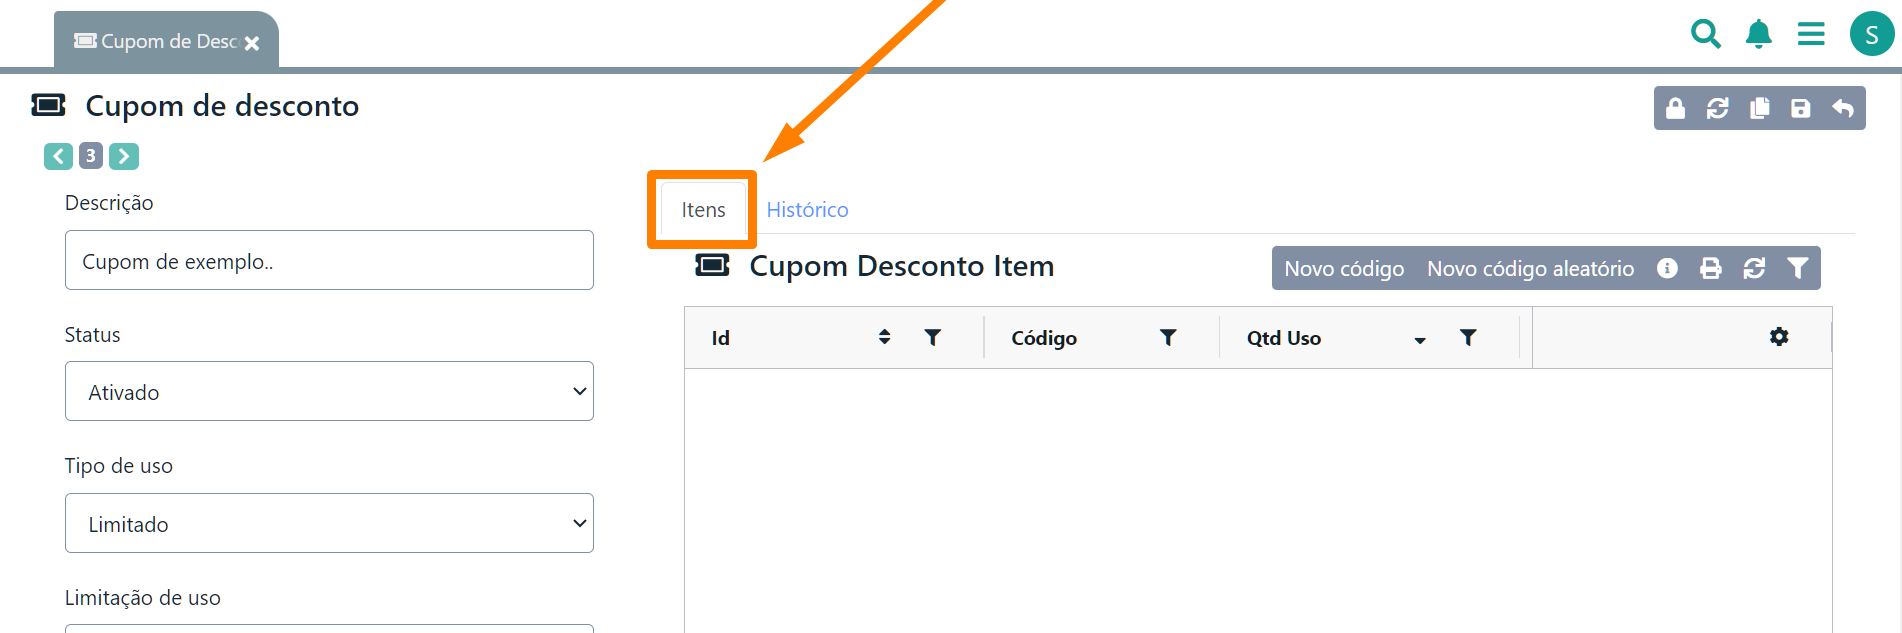 Cupom de Desc
S
Cupom de desconto
3
Descrição
Cupom de exemplo..
Status
Ativado
Tipo de uso
Limitado
Limitação de uso
Itens Histórico
Cupom Desconto Item
Novo código Novo código aleatório
Id Código Qtd Uso